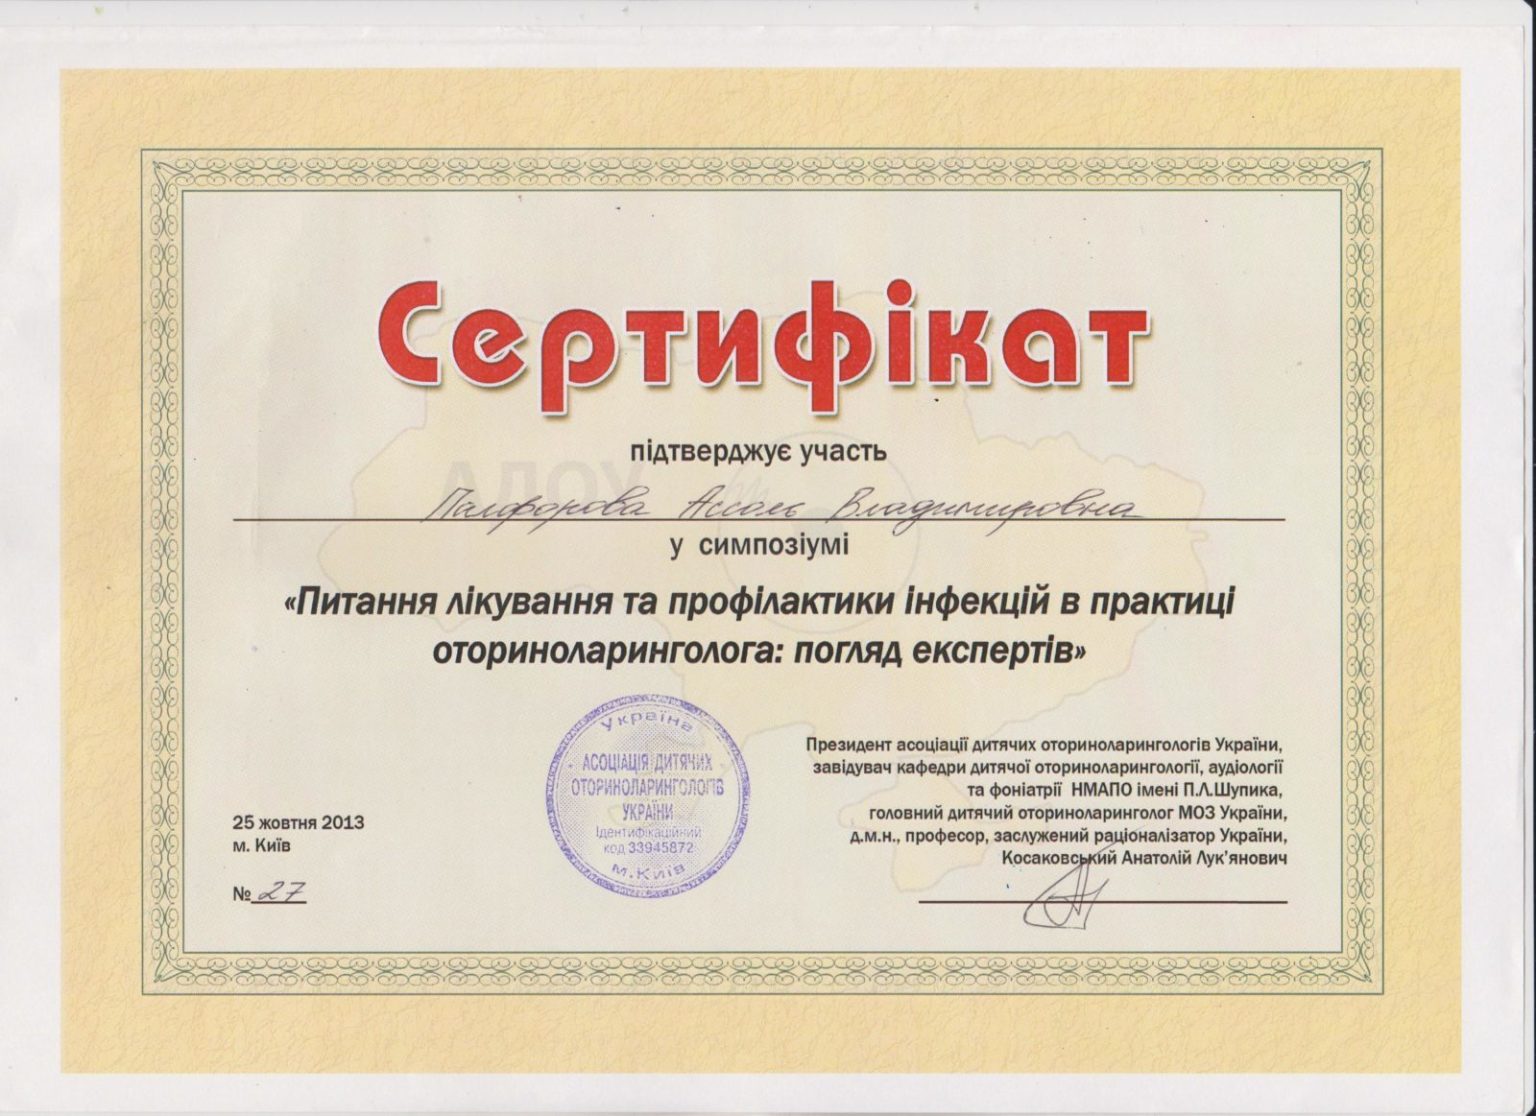 Сертифікат
АДОУ
підтверджує участь
Ассоль Владимировна
у симпозіумі
«Питання лікування та профілактики інфекцій в практиці
оториноларинголога: погляд експертів»
Україна
АСОЦІАЦІЯ ДИТЯЧИХ
ОТОРИНОЛАРИНГОЛОГІВ
УКРАЇНИ
Ідентифікаційний
код 33945872
м.Київ
Президент асоціації дитячих оториноларингологів України,
завідувач кафедри дитячої оториноларингології, аудіології
та фоніатрії НМАПО імені П.Л.Шупика,
головний дитячий оториноларинголог МОЗ України,
д.м.н., професор, заслужений раціоналізатор України,
Косаковський Анатолій Лук’янович
25 жовтня 2013
м. Київ
№ 27